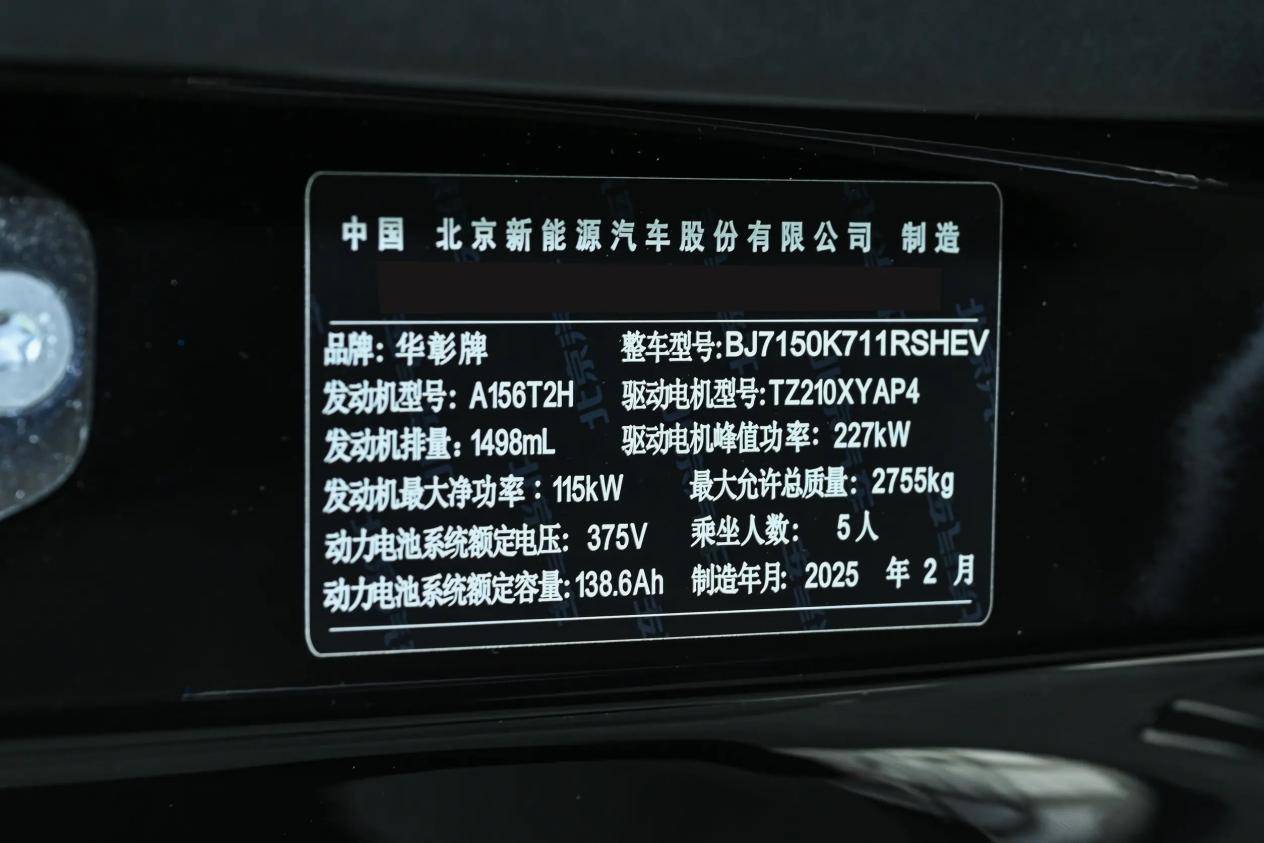 中国 北京新能源汽车股份有限公司 制造
品牌：华彰牌 整车型号：BJ7150K711RSHEV
发动机型号：A156T2H 驱动电机型号：TZ210XYAP4
发动机排量：1498mL 驱动电机峰值功率：227kW
发动机最大净功率：115kW 最大允许总质量：2755kg
动力电池系统额定电压：375V 乘坐人数：5人
动力电池系统额定容量：138.6Ah 制造年月：2025 年 2 月